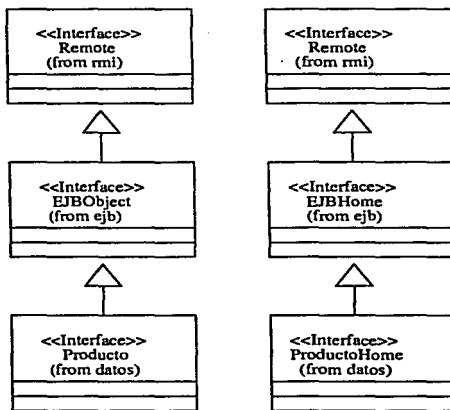 <<Interface>>
Remote
(from rmi)
<<Interface>>
Remote
(from rmi)
<<Interface>>
EJBObject
(from ejb)
<<Interface>>
EJBHome
(from ejb)
<<Interface>>
Producto
(from datos)
<<Interface>>
ProductoHome
(from datos)